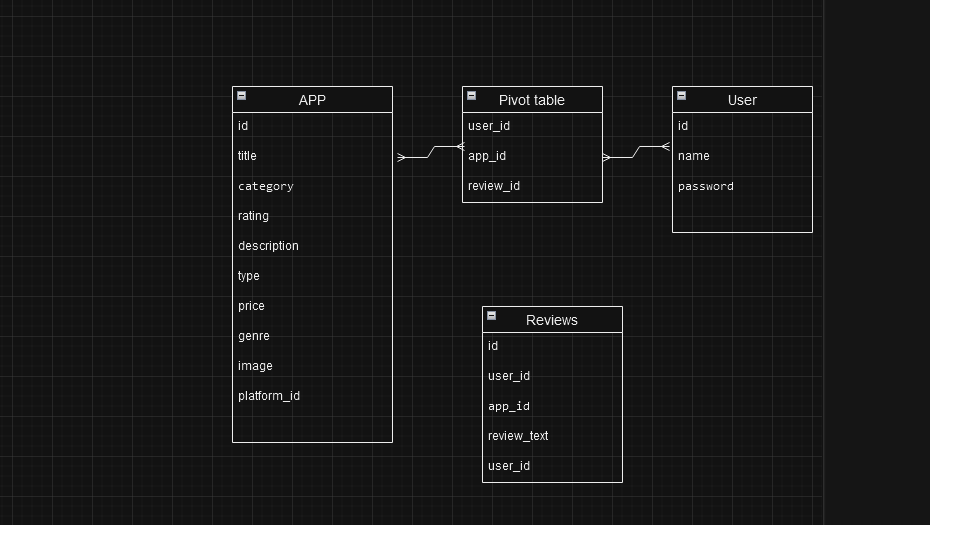 APP
id
title
category
rating
description
type
price
genre
image
platform_id
Pivot table
user_id
app_id
review_id
User
id
name
password
Reviews
id
user_id
app_id
review_text
user_id